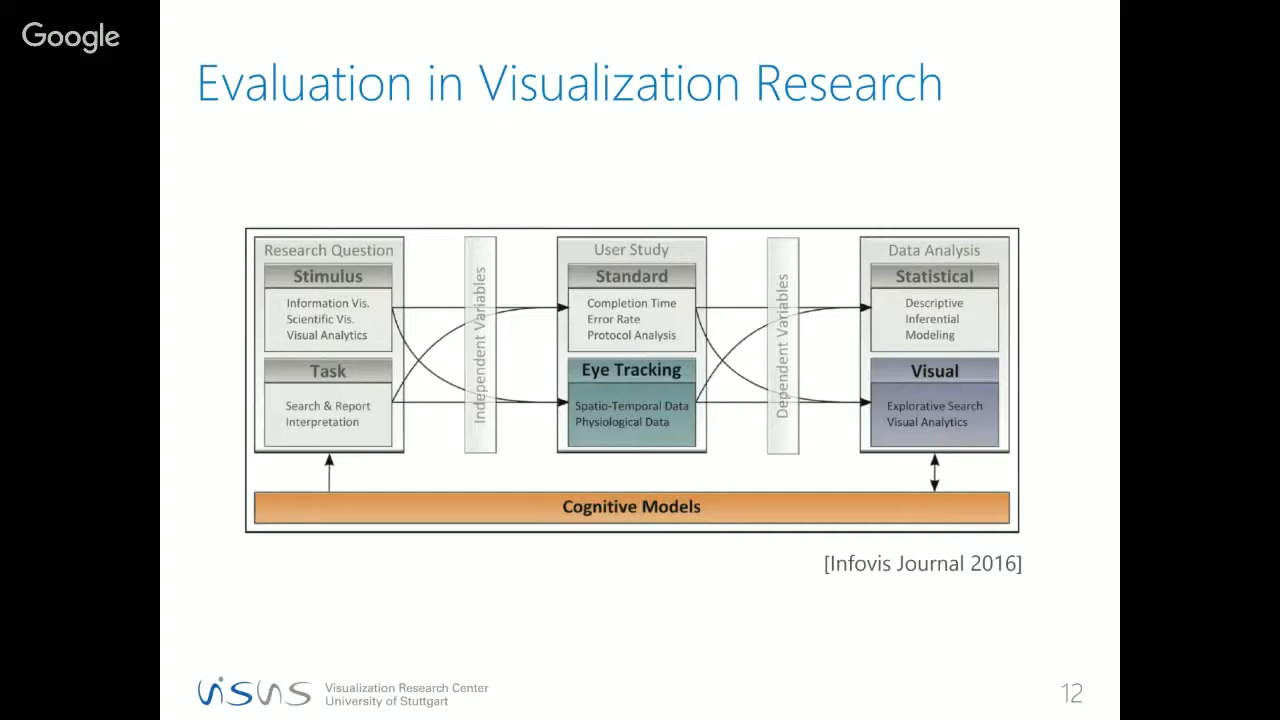 Google
Evaluation in Visualization Research
Research Question
Stimulus
Information Vis.
Scientific Vis.
Visual Analytics
Task
Search & Report
Interpretation
Independent Variables
User Study
Standard
Completion Time
Error Rate
Protocol Analysis
Eye Tracking
Spatio-Temporal Data
Physiological Data
Dependent Variables
Data Analysis
Statistical
Descriptive
Inferential
Modeling
Visual
Explorative Search
Visual Analytics
Cognitive Models
[Infovis Journal 2016]
VISUS
Visualization Research Center
University of Stuttgart
12